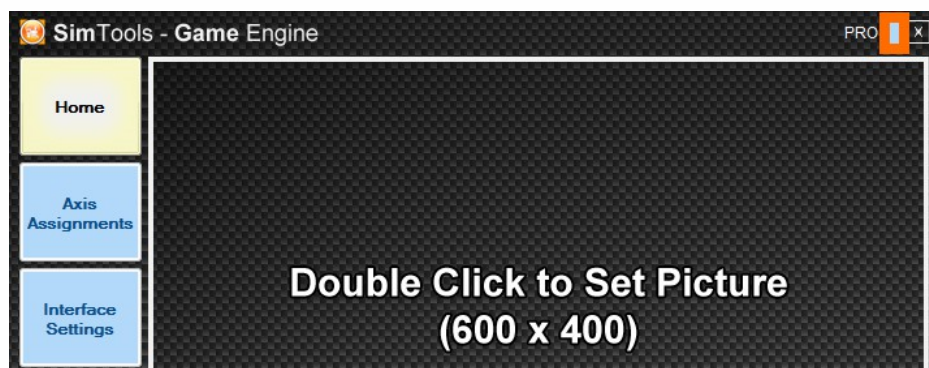 SimTools - Game Engine
PRO
X
Home
Axis
Assignments
Double Click to Set Picture
(600 x 400)
Interface
Settings